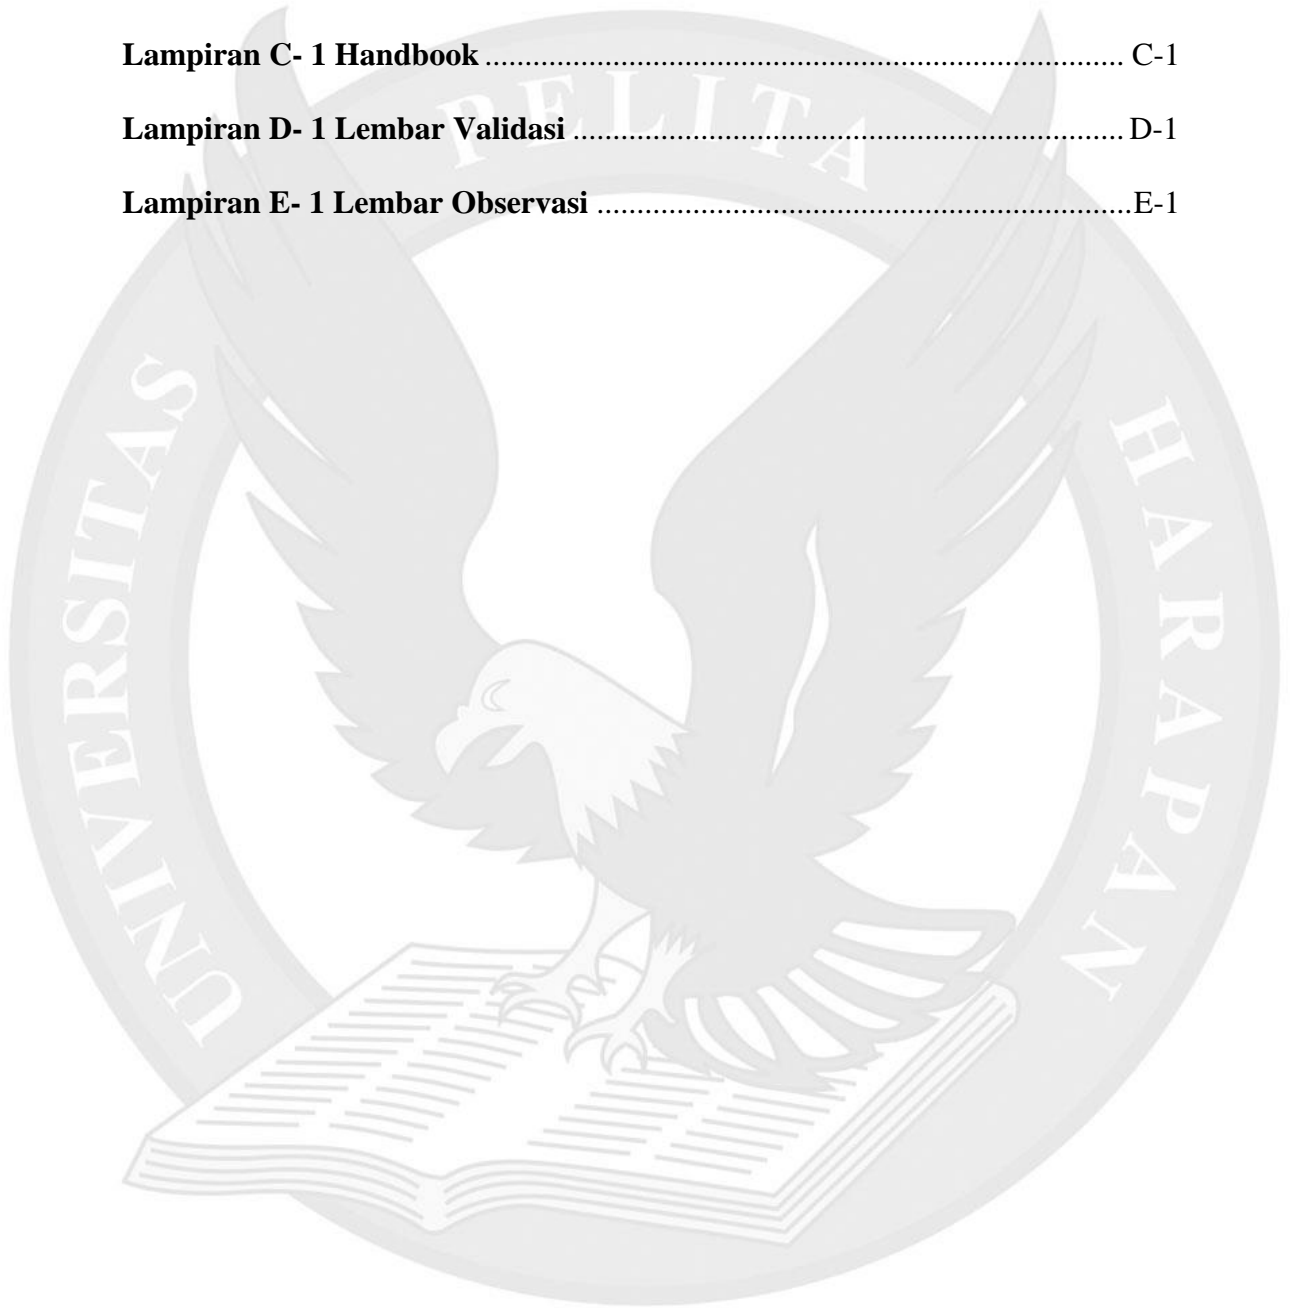 Lampiran C- 1 Handbook ................................................................................ C-1
Lampiran D- 1 Lembar Validasi ..................................................................... D-1
Lampiran E- 1 Lembar Observasi ...................................................................E-1
UNIVERSITAS PELITA HARAPAN